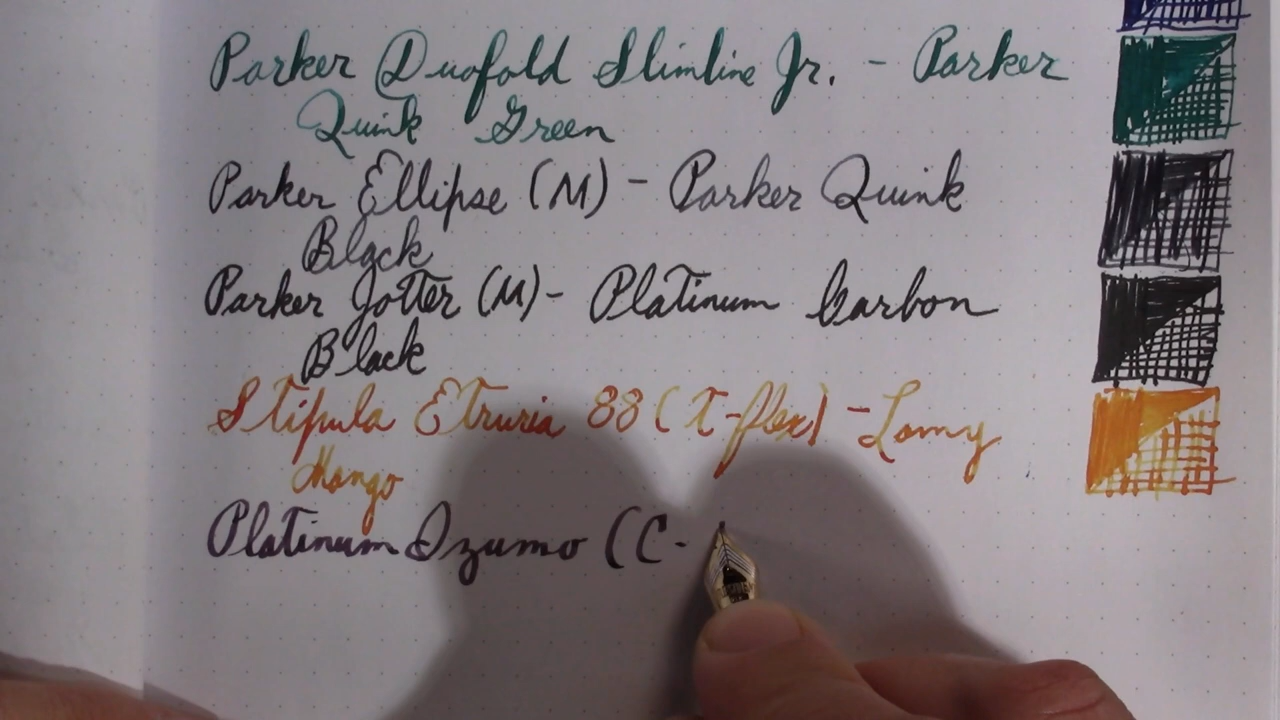 Parker Duofold Slimline Jr. - Parker
Quink Green
Parker Ellipse (M) - Parker Quink
Black
Parker Jotter (M) - Platinum Carbon
Black
Stipula Etruria 88 (T-flex) - Lamy
Mango
Platinum Izumo (C-